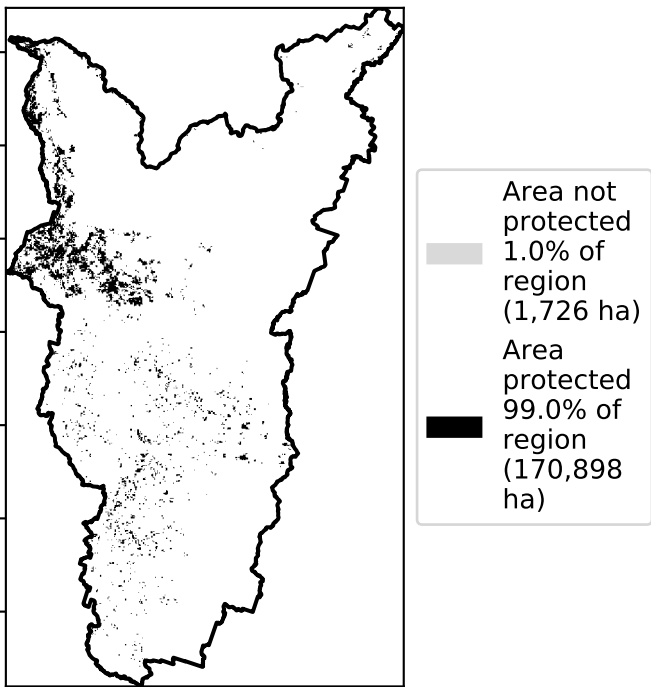 Area not
protected
1.0% of
region
(1,726 ha)
Area
protected
99.0% of
region
(170,898
ha)